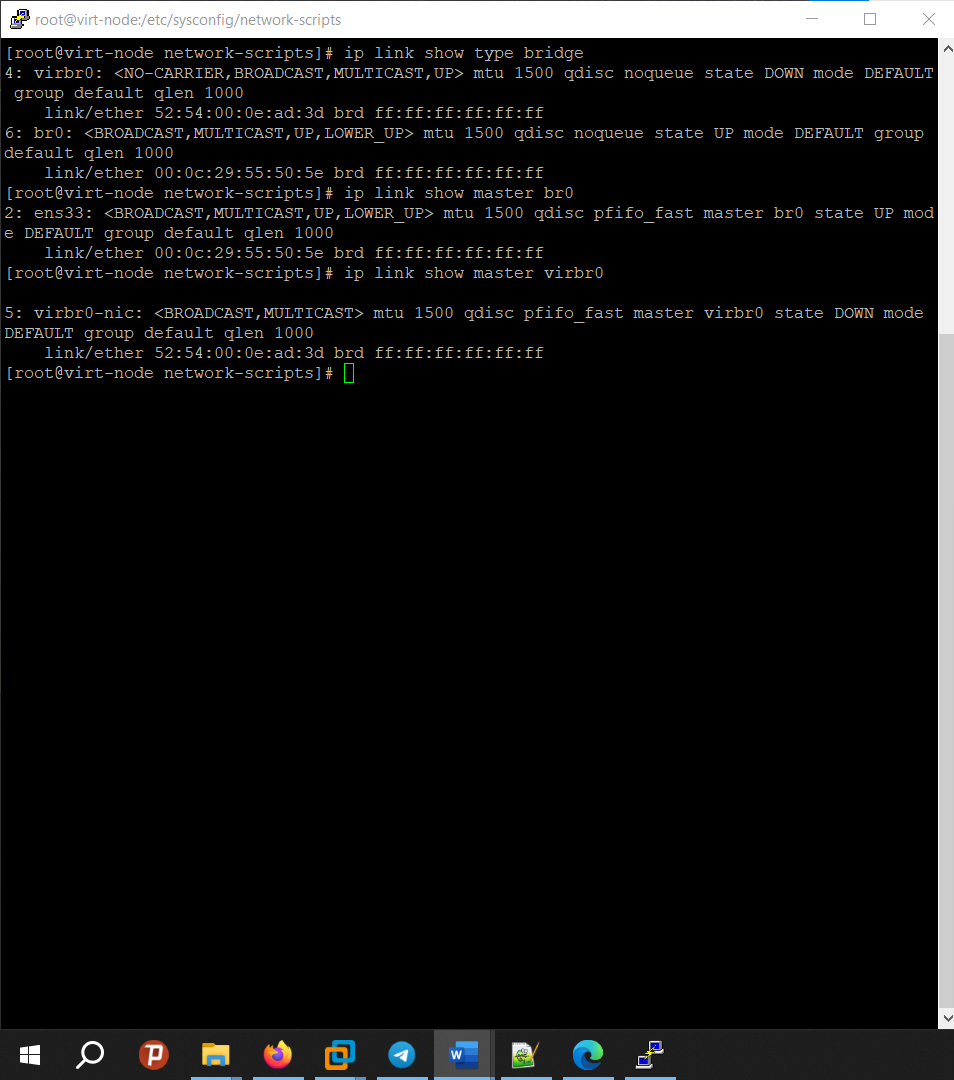 root@virt-node:/etc/sysconfig/network-scripts
[root@virt-node network-scripts]# ip link show type bridge
4: virbr0: <NO-CARRIER,BROADCAST,MULTICAST,UP> mtu 1500 qdisc noqueue state DOWN mode DEFAULT
 group default qlen 1000
    link/ether 52:54:00:0e:ad:3d brd ff:ff:ff:ff:ff:ff
6: br0: <BROADCAST,MULTICAST,UP,LOWER_UP> mtu 1500 qdisc noqueue state UP mode DEFAULT group
default qlen 1000
    link/ether 00:0c:29:55:50:5e brd ff:ff:ff:ff:ff:ff
[root@virt-node network-scripts]# ip link show master br0
2: ens33: <BROADCAST,MULTICAST,UP,LOWER_UP> mtu 1500 qdisc pfifo_fast master br0 state UP mod
e DEFAULT group default qlen 1000
    link/ether 00:0c:29:55:50:5e brd ff:ff:ff:ff:ff:ff
[root@virt-node network-scripts]# ip link show master virbr0
5: virbr0-nic: <BROADCAST,MULTICAST> mtu 1500 qdisc pfifo_fast master virbr0 state DOWN mode
DEFAULT group default qlen 1000
    link/ether 52:54:00:0e:ad:3d brd ff:ff:ff:ff:ff:ff
[root@virt-node network-scripts]#